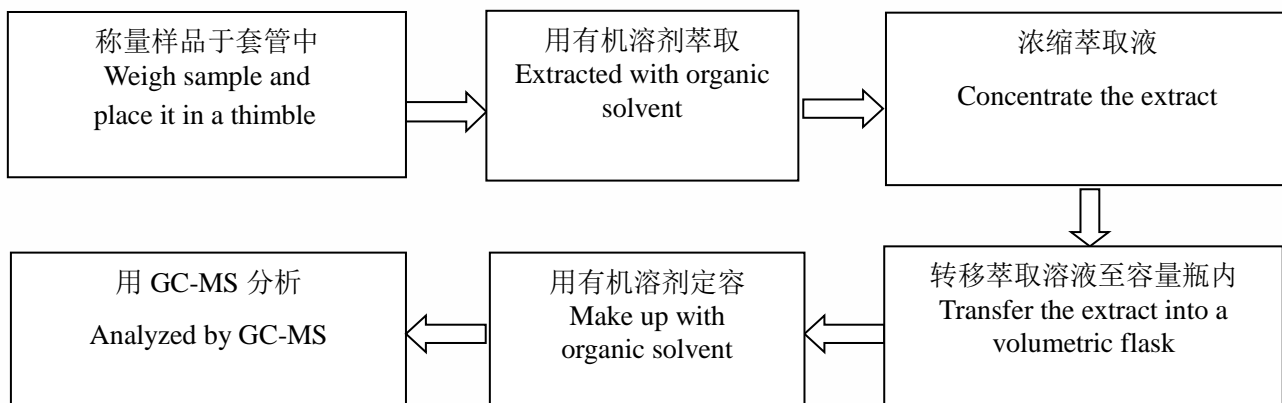 称量样品于套管中
Weigh sample and
place it in a thimble
用有机溶剂萃取
Extracted with organic
solvent
浓缩萃取液
Concentrate the extract
转移萃取溶液至容量瓶内
Transfer the extract into a
volumetric flask
用有机溶剂定容
Make up with
organic solvent
用 GC-MS 分析
Analyzed by GC-MS